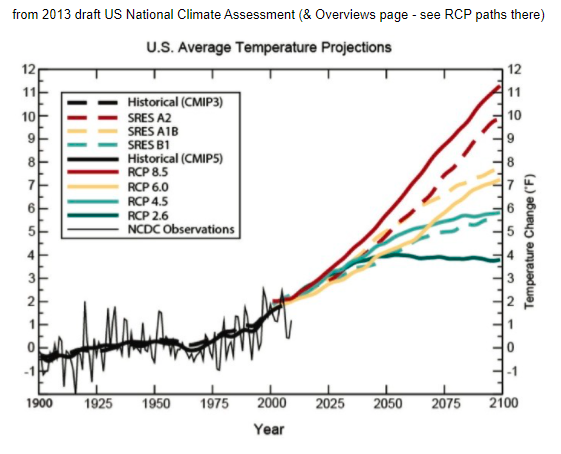 from 2013 draft US National Climate Assessment (& Overviews page - see RCP paths there)
U.S. Average Temperature Projections
12
11
10
9
8
7
6
5
4
3
2
1
0
-1
Historical (CMIP3)
SRES A2
SRES A1B
SRES B1
Historical (CMIP5)
RCP 8.5
RCP 6.0
RCP 4.5
RCP 2.6
NCDC Observations
12
11
10
9
8
7
6
5
4
3
2
1
0
-1
Temperature Change (°F)
1900 1925 1950 1975 2000 2025 2050 2075 2100
Year